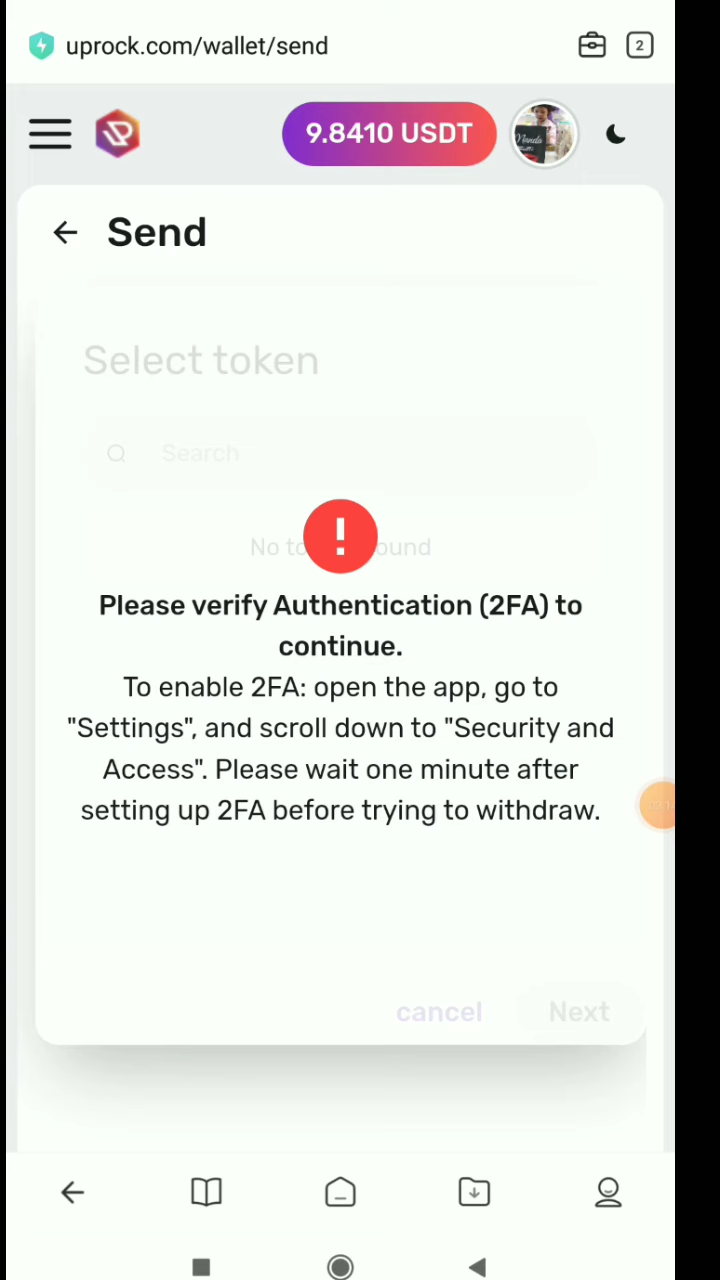 uprock.com/wallet/send
2
9.8410 USDT
Send
Select token
Search
Please verify Authentication (2FA) to
continue.
To enable 2FA: open the app, go to
"Settings", and scroll down to "Security and
Access". Please wait one minute after
setting up 2FA before trying to withdraw.
cancel
Next